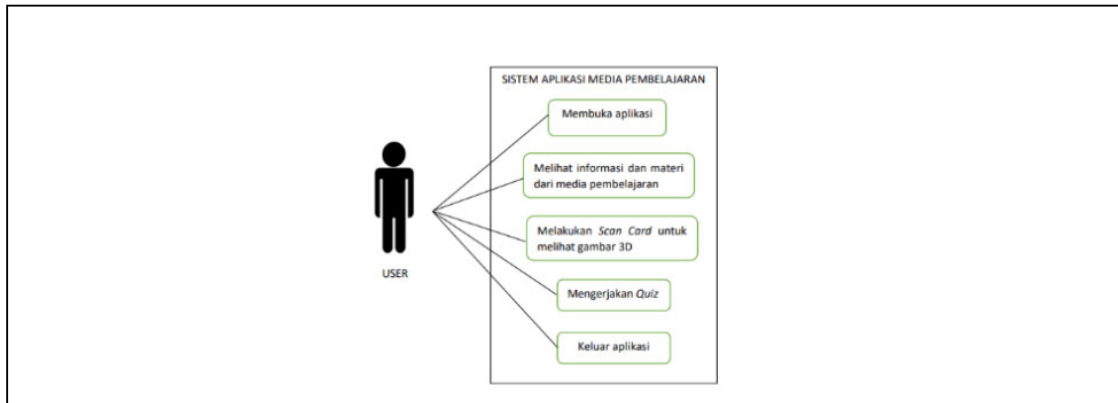 SISTEM APLIKASI MEDIA PEMBELAJARAN
Membuka aplikasi
Melihat informasi dan materi
dari media pembelajaran
Melakukan Scan Card untuk
melihat gambar 3D
Mengerjakan Quiz
Keluar aplikasi
USER